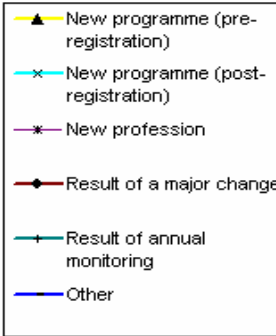 New programme (pre-
registration)
New programme (post-
registration)
New profession
Result of a major change
Result of annual
monitoring
Other